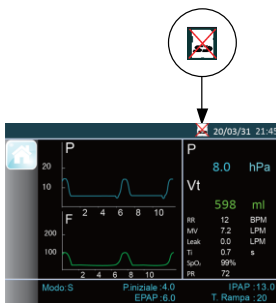 20/03/31 21:45
P
20
10
2 4 6 8 10
F
200
100
2 4 6 8 10
P
8.0 hPa
Vt
598 ml
RR 12 BPM
MV 7.2 LPM
Leak 0.0 LPM
Ti 0.7 s
SpO₂ 99%
PR 72
Modo:S P.iniziale :4.0 IPAP :13.0
EPAP :6.0 T. Rampa :20